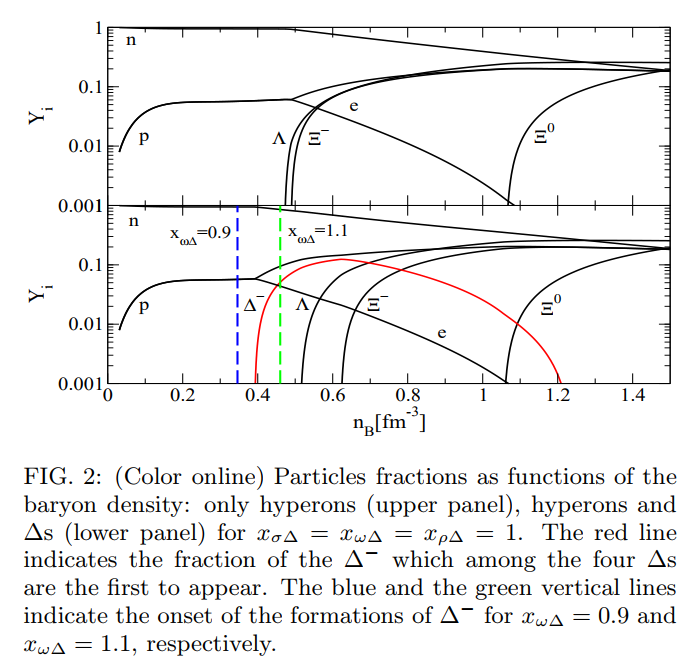 1
n
0.1
Y_i
e
0.01
p
Λ
Ξ⁻
Ξ⁰
0.001
n
x_ωΔ=0.9
x_ωΔ=1.1
0.1
Y_i
p
Δ⁻
Λ
Ξ⁻
Ξ⁰
0.01
e
0.001
0 0.2 0.4 0.6 0.8 1 1.2 1.4
n_B[fm⁻³]
FIG. 2: (Color online) Particles fractions as functions of the
baryon density: only hyperons (upper panel), hyperons and
Δs (lower panel) for x_σΔ = x_ωΔ = x_ρΔ = 1. The red line
indicates the fraction of the Δ⁻ which among the four Δs
are the first to appear. The blue and the green vertical lines
indicate the onset of the formations of Δ⁻ for x_ωΔ = 0.9 and
x_ωΔ = 1.1, respectively.